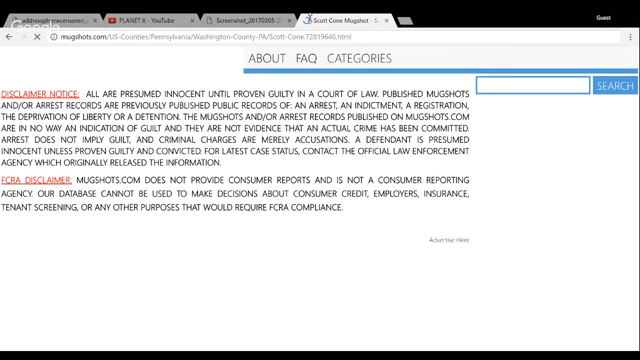 _addressplanecensured.
PLANET X - YouTube
Screenshot_20170305-2
Scott Cone Mugshot - S
Guest
Google
mugshots.com/US-Counties/Pennsylvania/Washington-County-PA/Scott-Cone.72819646.html
ABOUT FAQ CATEGORIES
SEARCH
DISCLAIMER NOTICE: ALL ARE PRESUMED INNOCENT UNTIL PROVEN GUILTY IN A COURT OF LAW. PUBLISHED MUGSHOTS
AND/OR ARREST RECORDS ARE PREVIOUSLY PUBLISHED PUBLIC RECORDS OF: AN ARREST, AN INDICTMENT, A REGISTRATION,
THE DEPRIVATION OF LIBERTY OR A DETENTION. THE MUGSHOTS AND/OR ARREST RECORDS PUBLISHED ON MUGSHOTS.COM
ARE IN NO WAY AN INDICATION OF GUILT AND THEY ARE NOT EVIDENCE THAT AN ACTUAL CRIME HAS BEEN COMMITTED.
ARREST DOES NOT IMPLY GUILT, AND CRIMINAL CHARGES ARE MERELY ACCUSATIONS. A DEFENDANT IS PRESUMED
INNOCENT UNLESS PROVEN GUILTY AND CONVICTED. FOR LATEST CASE STATUS, CONTACT THE OFFICIAL LAW ENFORCEMENT
AGENCY WHICH ORIGINALLY RELEASED THE INFORMATION.
FCRA DISCLAIMER: MUGSHOTS.COM DOES NOT PROVIDE CONSUMER REPORTS AND IS NOT A CONSUMER REPORTING
AGENCY. OUR DATABASE CANNOT BE USED TO MAKE DECISIONS ABOUT CONSUMER CREDIT, EMPLOYERS, INSURANCE,
TENANT SCREENING, OR ANY OTHER PURPOSES THAT WOULD REQUIRE FCRA COMPLIANCE.
Advertise Here